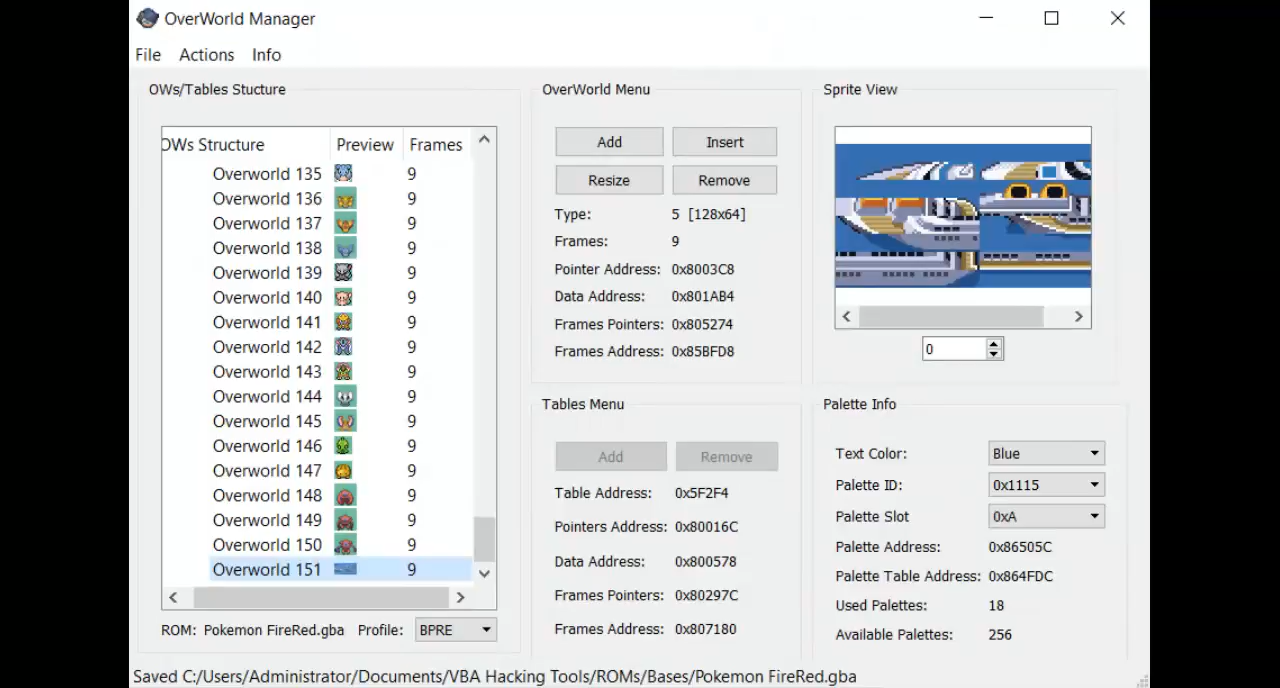 OverWorld Manager
File Actions Info
OWs/Tables Stucture
OWs Structure Preview Frames
Overworld 135 9
Overworld 136 9
Overworld 137 9
Overworld 138 9
Overworld 139 9
Overworld 140 9
Overworld 141 9
Overworld 142 9
Overworld 143 9
Overworld 144 9
Overworld 145 9
Overworld 146 9
Overworld 147 9
Overworld 148 9
Overworld 149 9
Overworld 150 9
Overworld 151 9
ROM: Pokemon FireRed.gba Profile: BPRE
OverWorld Menu
Add Insert
Resize Remove
Type: 5 [128x64]
Frames: 9
Pointer Address: 0x8003C8
Data Address: 0x801AB4
Frames Pointers: 0x805274
Frames Address: 0x85BFD8
Sprite View
0
Tables Menu
Add Remove
Table Address: 0x5F2F4
Pointers Address: 0x80016C
Data Address: 0x800578
Frames Pointers: 0x80297C
Frames Address: 0x807180
Palette Info
Text Color: Blue
Palette ID: 0x1115
Palette Slot 0xA
Palette Address: 0x86505C
Palette Table Address: 0x864FDC
Used Palettes: 18
Available Palettes: 256
Saved C:/Users/Administrator/Documents/VBA Hacking Tools/ROMs/Bases/Pokemon FireRed.gba